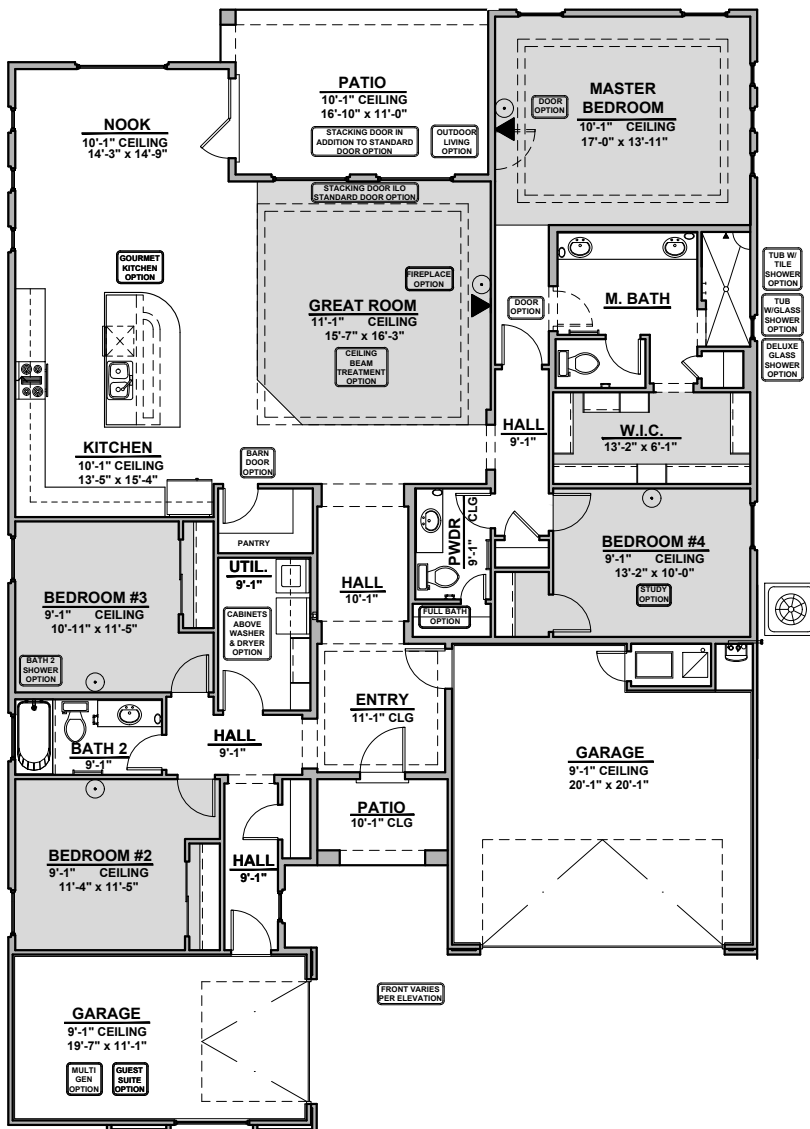 PATIO
10'-1" CEILING
16'-10" x 11'-0"
STACKING DOOR IN
ADDITION TO STANDARD
DOOR OPTION
OUTDOOR
LIVING
OPTION
DOOR
OPTION
MASTER
BEDROOM
10'-1" CEILING
17'-0" x 13'-11"
NOOK
10'-1" CEILING
14'-3" x 14'-9"
STACKING DOOR ILO
STANDARD DOOR OPTION
GOURMET
KITCHEN
OPTION
FIREPLACE
OPTION
GREAT ROOM
11'-1" CEILING
15'-7" x 16'-3"
CEILING
BEAM
TREATMENT
OPTION
DOOR
OPTION
M. BATH
TUB W/
TILE
SHOWER
OPTION
TUB
W/GLASS
SHOWER
OPTION
DELUXE
GLASS
SHOWER
OPTION
HALL
9'-1"
W.I.C.
13'-2" x 6'-1"
KITCHEN
10'-1" CEILING
13'-5" x 15'-4"
BARN
DOOR
OPTION
PANTRY
PWDR
9'-1" CLG
BEDROOM #4
9'-1" CEILING
13'-2" x 10'-0"
STUDY
OPTION
UTIL.
9'-1"
CABINETS
ABOVE
WASHER
& DRYER
OPTION
HALL
10'-1"
FULL BATH
OPTION
BEDROOM #3
9'-1" CEILING
10'-11" x 11'-5"
BATH 2
SHOWER
OPTION
ENTRY
11'-1" CLG
BATH 2
9'-1"
HALL
9'-1"
GARAGE
9'-1" CEILING
20'-1" x 20'-1"
PATIO
10'-1" CLG
BEDROOM #2
9'-1" CEILING
11'-4" x 11'-5"
HALL
9'-1"
FRONT VARIES
PER ELEVATION
GARAGE
9'-1" CEILING
19'-7" x 11'-1"
MULTI
GEN
OPTION
GUEST
SUITE
OPTION